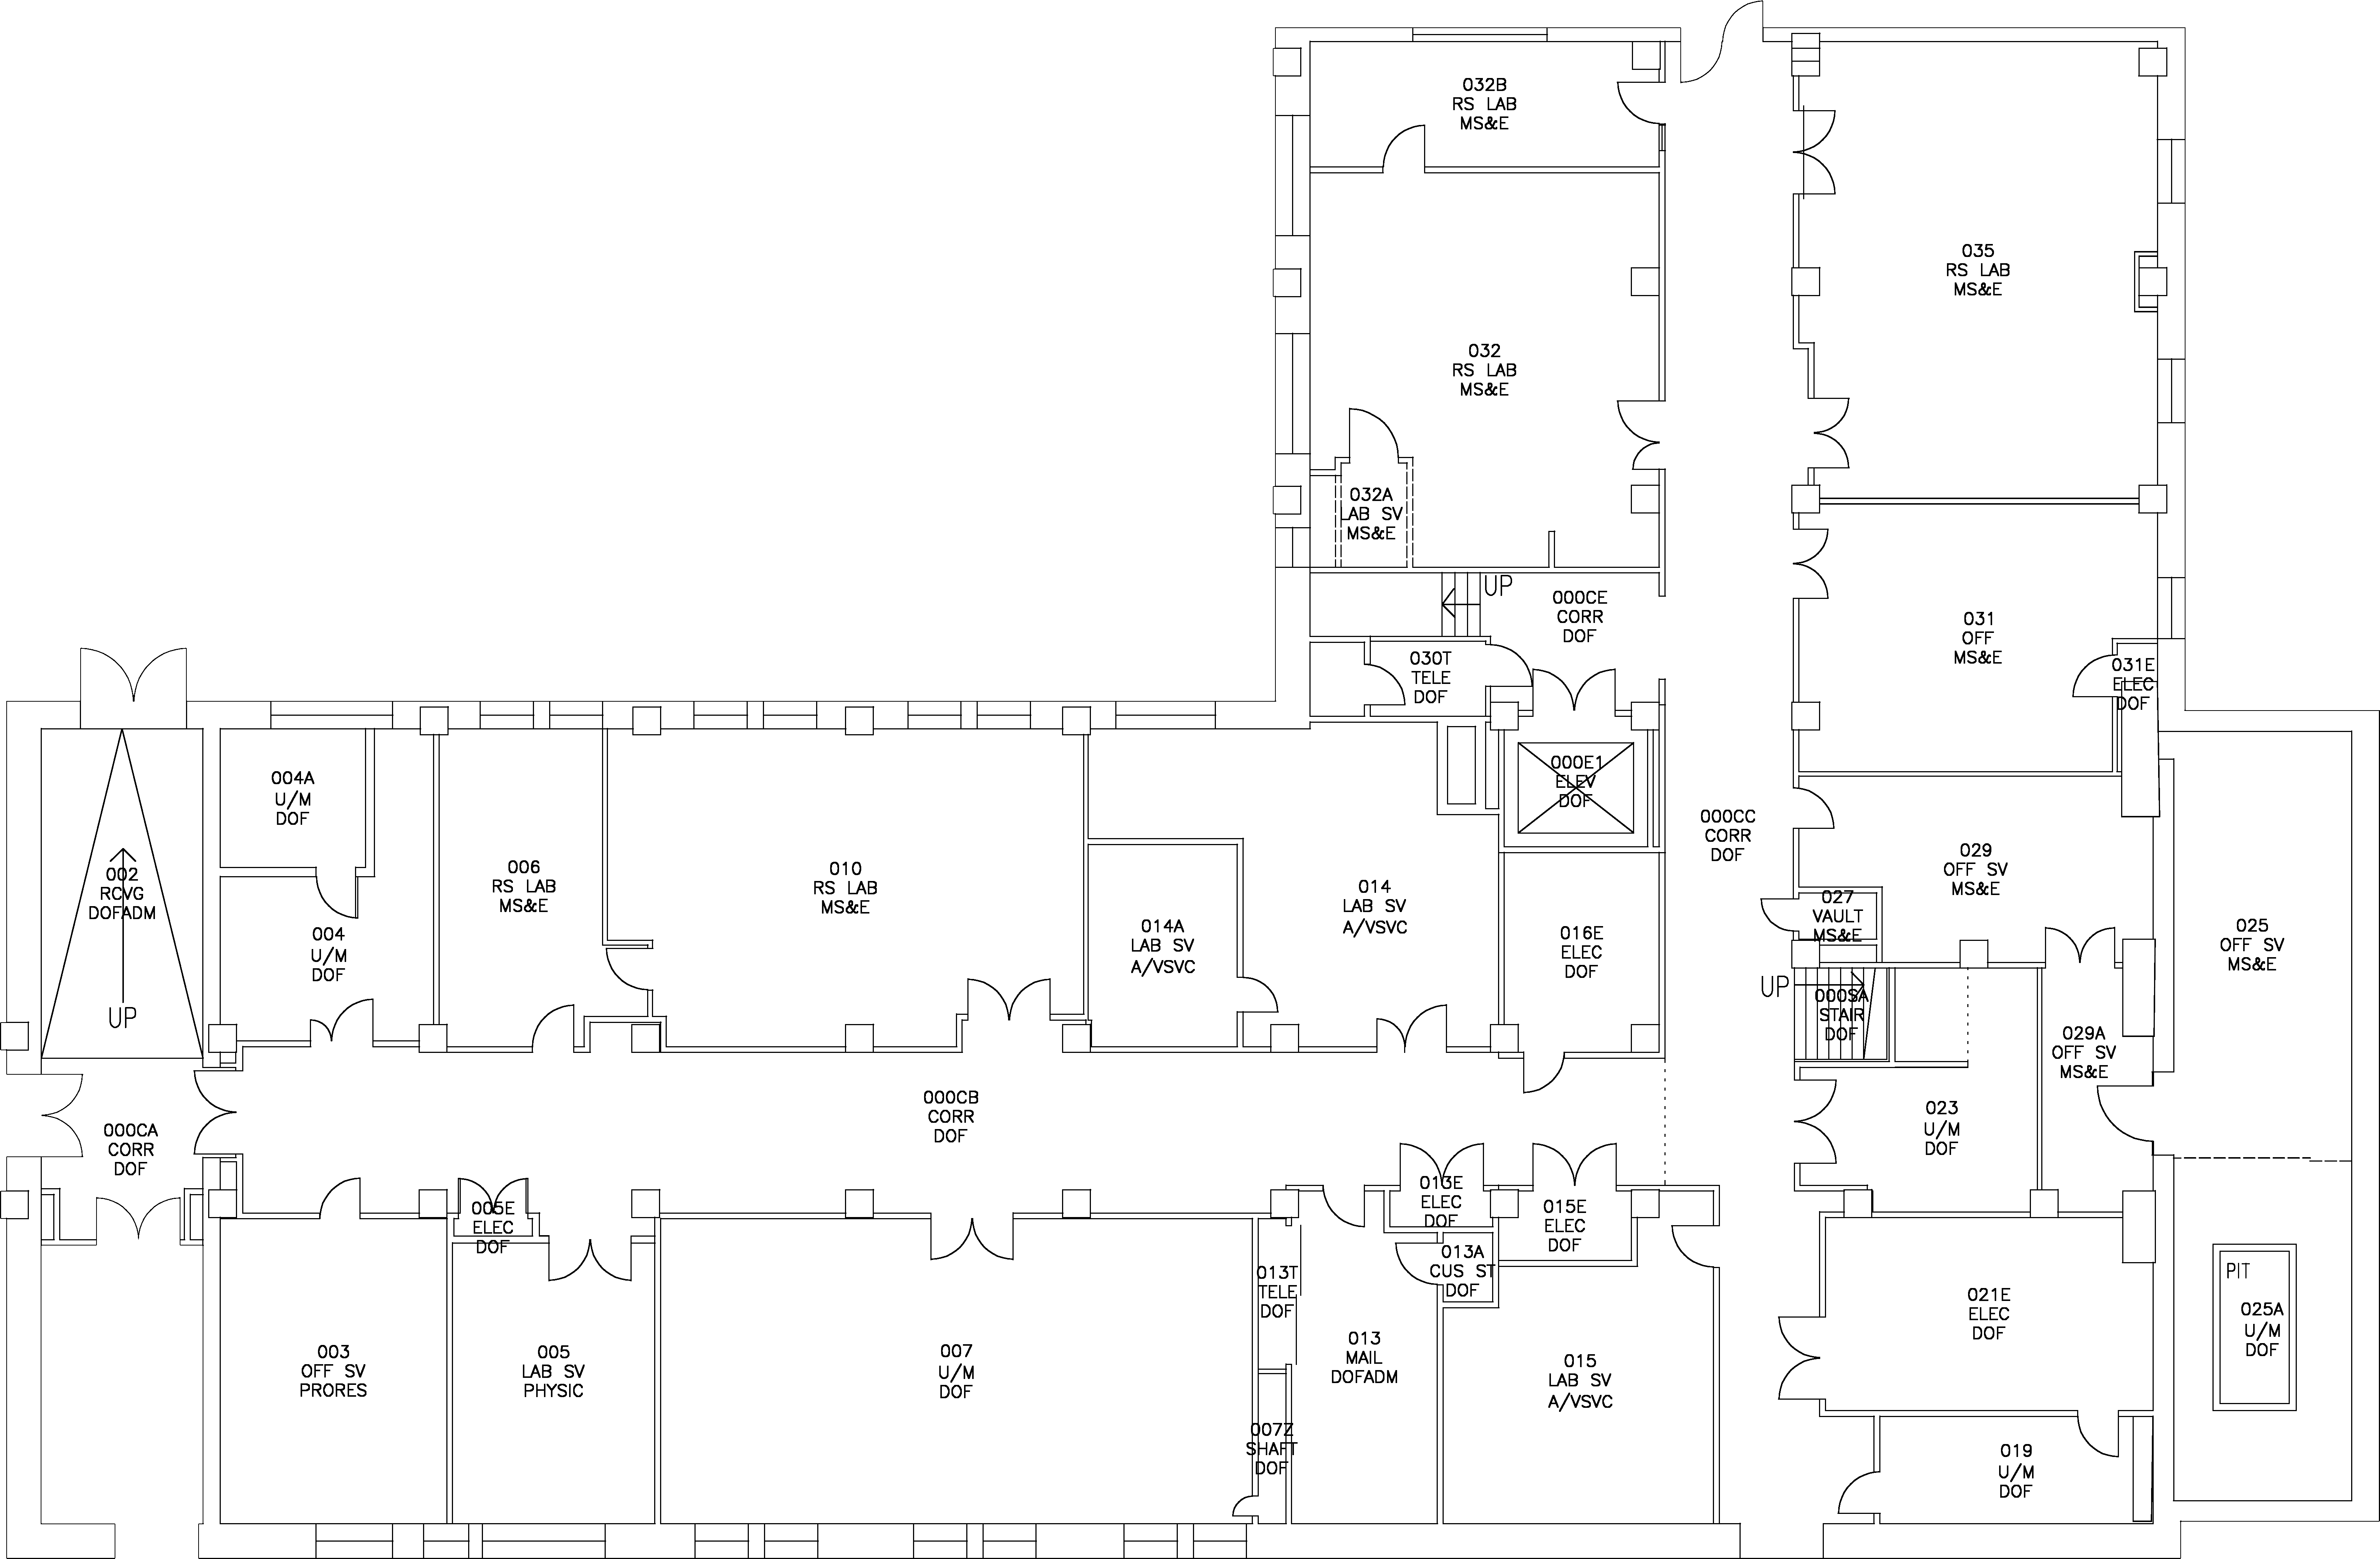 032B
RS LAB
MS&E
035
RS LAB
MS&E
032
RS LAB
MS&E
032A
LAB SV
MS&E
UP
000CE
CORR
DOF
031
OFF
MS&E
030T
TELE
DOF
031E
ELEC
DOF
004A
U/M
DOF
000E1
ELEV
DOF
000CC
CORR
DOF
002
RCVG
DOFADM
UP
006
RS LAB
MS&E
010
RS LAB
MS&E
014
LAB SV
A/VSVC
029
OFF SV
MS&E
027
VAULT
MS&E
004
U/M
DOF
014A
LAB SV
A/VSVC
016E
ELEC
DOF
025
OFF SV
MS&E
UP
000SA
STAIR
DOF
029A
OFF SV
MS&E
000CA
CORR
DOF
000CB
CORR
DOF
023
U/M
DOF
005E
ELEC
DOF
013E
ELEC
DOF
015E
ELEC
DOF
013A
CUS ST
DOF
013T
TELE
DOF
PIT
025A
U/M
DOF
021E
ELEC
DOF
003
OFF SV
PRORES
005
LAB SV
PHYSIC
007
U/M
DOF
013
MAIL
DOFADM
015
LAB SV
A/VSVC
007Z
SHAFT
DOF
019
U/M
DOF